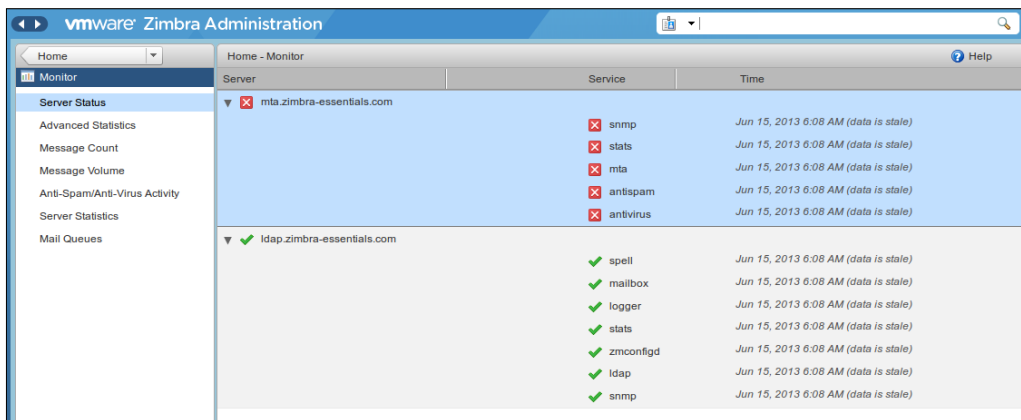 vmware Zimbra Administration
Home
Home - Monitor
Help
Monitor
Server Service Time
Server Status
Advanced Statistics
Message Count
Message Volume
Anti-Spam/Anti-Virus Activity
Server Statistics
Mail Queues
mta.zimbra-essentials.com
snmp Jun 15, 2013 6:08 AM (data is stale)
stats Jun 15, 2013 6:08 AM (data is stale)
mta Jun 15, 2013 6:08 AM (data is stale)
antispam Jun 15, 2013 6:08 AM (data is stale)
antivirus Jun 15, 2013 6:08 AM (data is stale)
ldap.zimbra-essentials.com
spell Jun 15, 2013 6:08 AM (data is stale)
mailbox Jun 15, 2013 6:08 AM (data is stale)
logger Jun 15, 2013 6:08 AM (data is stale)
stats Jun 15, 2013 6:08 AM (data is stale)
zmconfigd Jun 15, 2013 6:08 AM (data is stale)
ldap Jun 15, 2013 6:08 AM (data is stale)
snmp Jun 15, 2013 6:08 AM (data is stale)